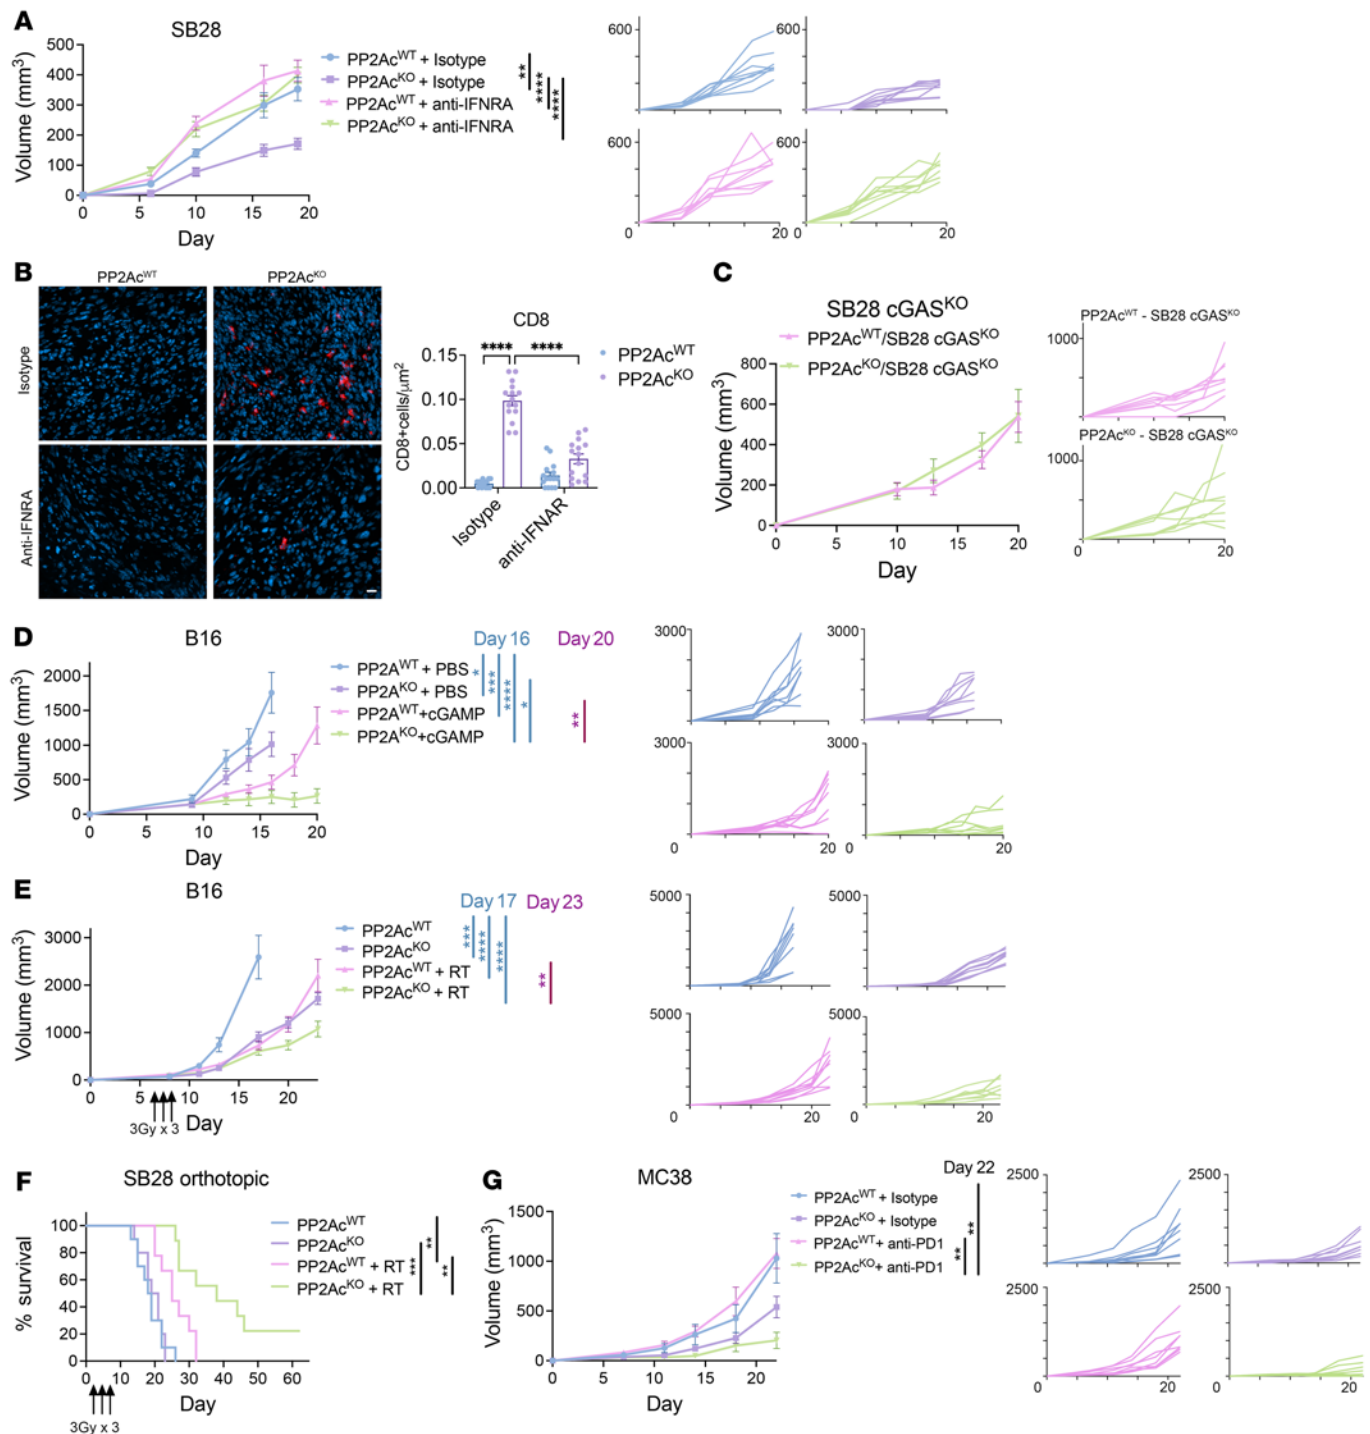 A
SB28
Volume (mm³)
500
400
300
200
100
0
0 5 10 15 20
Day
PP2Acᵂᵀ + Isotype
PP2Acᴷᴼ + Isotype
PP2Acᵂᵀ + anti-IFNRA
PP2Acᴷᴼ + anti-IFNRA
**
****
****
600
600
600
600
0 20
0 20
B
PP2Acᵂᵀ
PP2Acᴷᴼ
Isotype
Anti-IFNRA
CD8
CD8+cells/μm²
0.15
0.10
0.05
0.00
**** ****
Isotype
anti-IFNAR
PP2Acᵂᵀ
PP2Acᴷᴼ
C
SB28 cGASᴷᴼ
PP2Acᵂᵀ/SB28 cGASᴷᴼ
PP2Acᴷᴼ/SB28 cGASᴷᴼ
Volume (mm³)
800
600
400
200
0
0 5 10 15 20
Day
PP2Acᵂᵀ - SB28 cGASᴷᴼ
1000
PP2Acᴷᴼ - SB28 cGASᴷᴼ
1000
0 20
D
B16
Volume (mm³)
2000
1500
1000
500
0
0 5 10 15 20
Day
PP2Aᵂᵀ + PBS
PP2Aᴷᴼ + PBS
PP2Aᵂᵀ+cGAMP
PP2Aᴷᴼ+cGAMP
Day 16
*
***
****
*
Day 20
**
3000
3000
3000
3000
0 20
0 20
E
B16
Volume (mm³)
3000
2000
1000
0
0 5 10 15 20
3Gy x 3
Day
PP2Acᵂᵀ
PP2Acᴷᴼ
PP2Acᵂᵀ + RT
PP2Acᴷᴼ + RT
Day 17
***
****
****
Day 23
**
5000
5000
5000
5000
0 20
0 20
F
SB28 orthotopic
% survival
100
80
60
40
20
0
0 10 20 30 40 50 60
3Gy x 3
Day
PP2Acᵂᵀ
PP2Acᴷᴼ
PP2Acᵂᵀ + RT
PP2Acᴷᴼ + RT
***
**
**
G
MC38
Volume (mm³)
1500
1000
500
0
0 5 10 15 20
Day
PP2Acᵂᵀ + Isotype
PP2Acᴷᴼ + Isotype
PP2Acᵂᵀ + anti-PD1
PP2Acᴷᴼ+ anti-PD1
Day 22
**
**
2500
2500
2500
2500
0 20
0 20